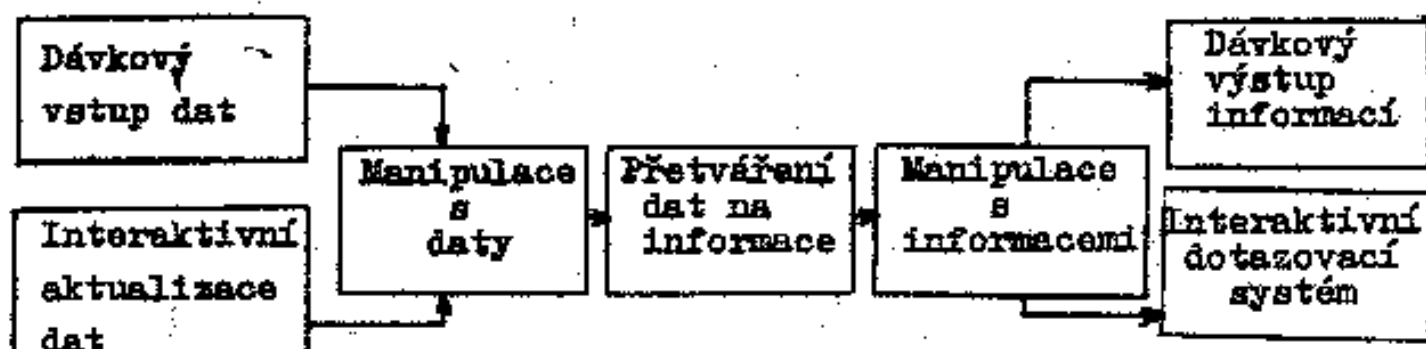 Dávkový
vstup dat
Interaktivní
aktualizace
dat
Manipulace
s
daty
Přetváření
dat na
informace
Manipulace
s
informacemi
Dávkový
výstup
informací
Interaktivní
dotazovací
systém